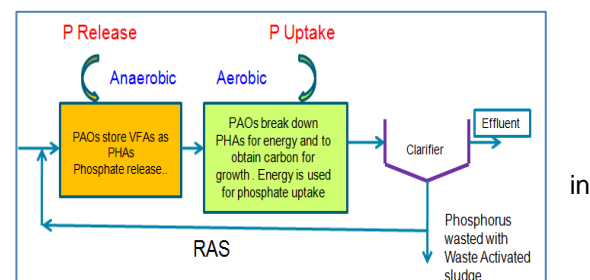 P Release
P Uptake
Anaerobic
Aerobic
PAOs store VFAs as
PHAs
Phosphate release..
PAOs break down
PHAs for energy and to
obtain carbon for
growth . Energy is used
for phosphate uptake
Clarifier
Effluent
in
RAS
Phosphorus
wasted with
Waste Activated
sludge